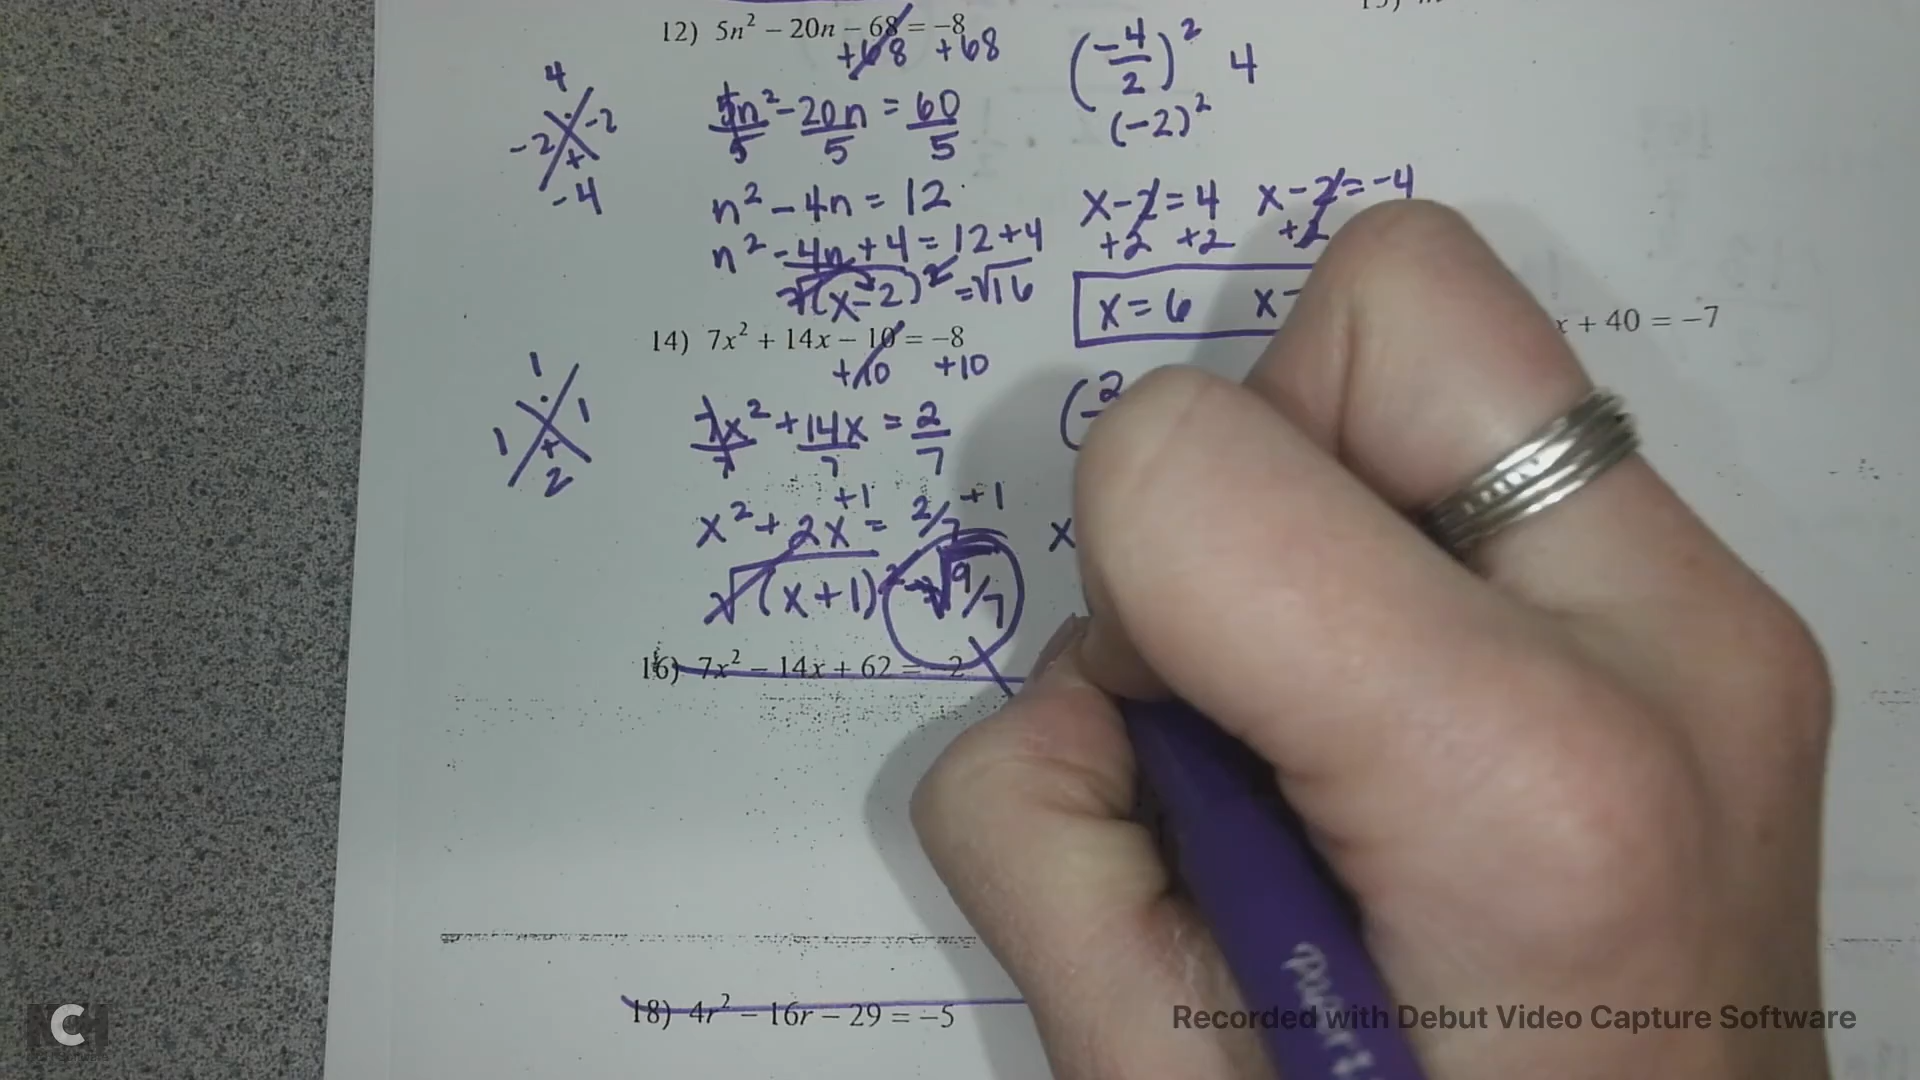 12) 5n² − 20n − 68 = −8
+68 +68
4
-2 -2
+
-4
5n² - 20n = 60
5 5 5
n² - 4n = 12
n² - 4n + 4 = 12 + 4
√(x - 2)² = √16
(-4/2)² 4
(-2)²
x - 2 = 4 x - 2 = -4
+2 +2 +2
x = 6 x
14) 7x² + 14x − 10 = −8
+10 +10
1
1 1
+
2
7x² + 14x = 2
7 7 7
+1 +1
x² + 2x = 2/7
√(x + 1)² = √9/7
(2
x
x + 40 = −7
16) 7x² − 14x + 62 = −2
18) 4r² − 16r − 29 = −5
Recorded with Debut Video Capture Software